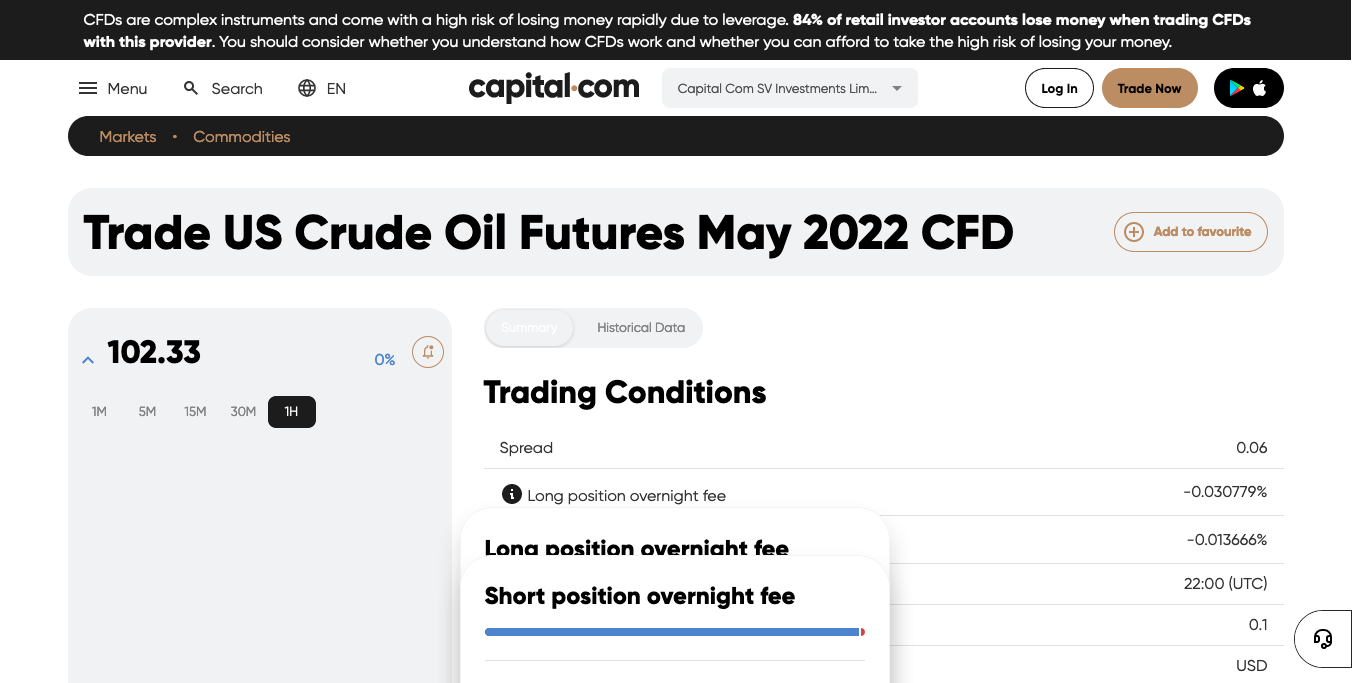 CFDs are complex instruments and come with a high risk of losing money rapidly due to leverage. 84% of retail investor accounts lose money when trading CFDs
with this provider. You should consider whether you understand how CFDs work and whether you can afford to take the high risk of losing your money.
Menu
Search
EN
capital.com
Capital Com SV Investments Lim...
Log In
Trade Now
Markets • Commodities
Trade US Crude Oil Futures May 2022 CFD
Add to favourite
102.33
0%
1M 5M 15M 30M 1H
Summary
Historical Data
Trading Conditions
Spread 0.06
Long position overnight fee -0.030779%
Long position overnight fee
-0.013666%
Short position overnight fee
22:00 (UTC)
0.1
USD